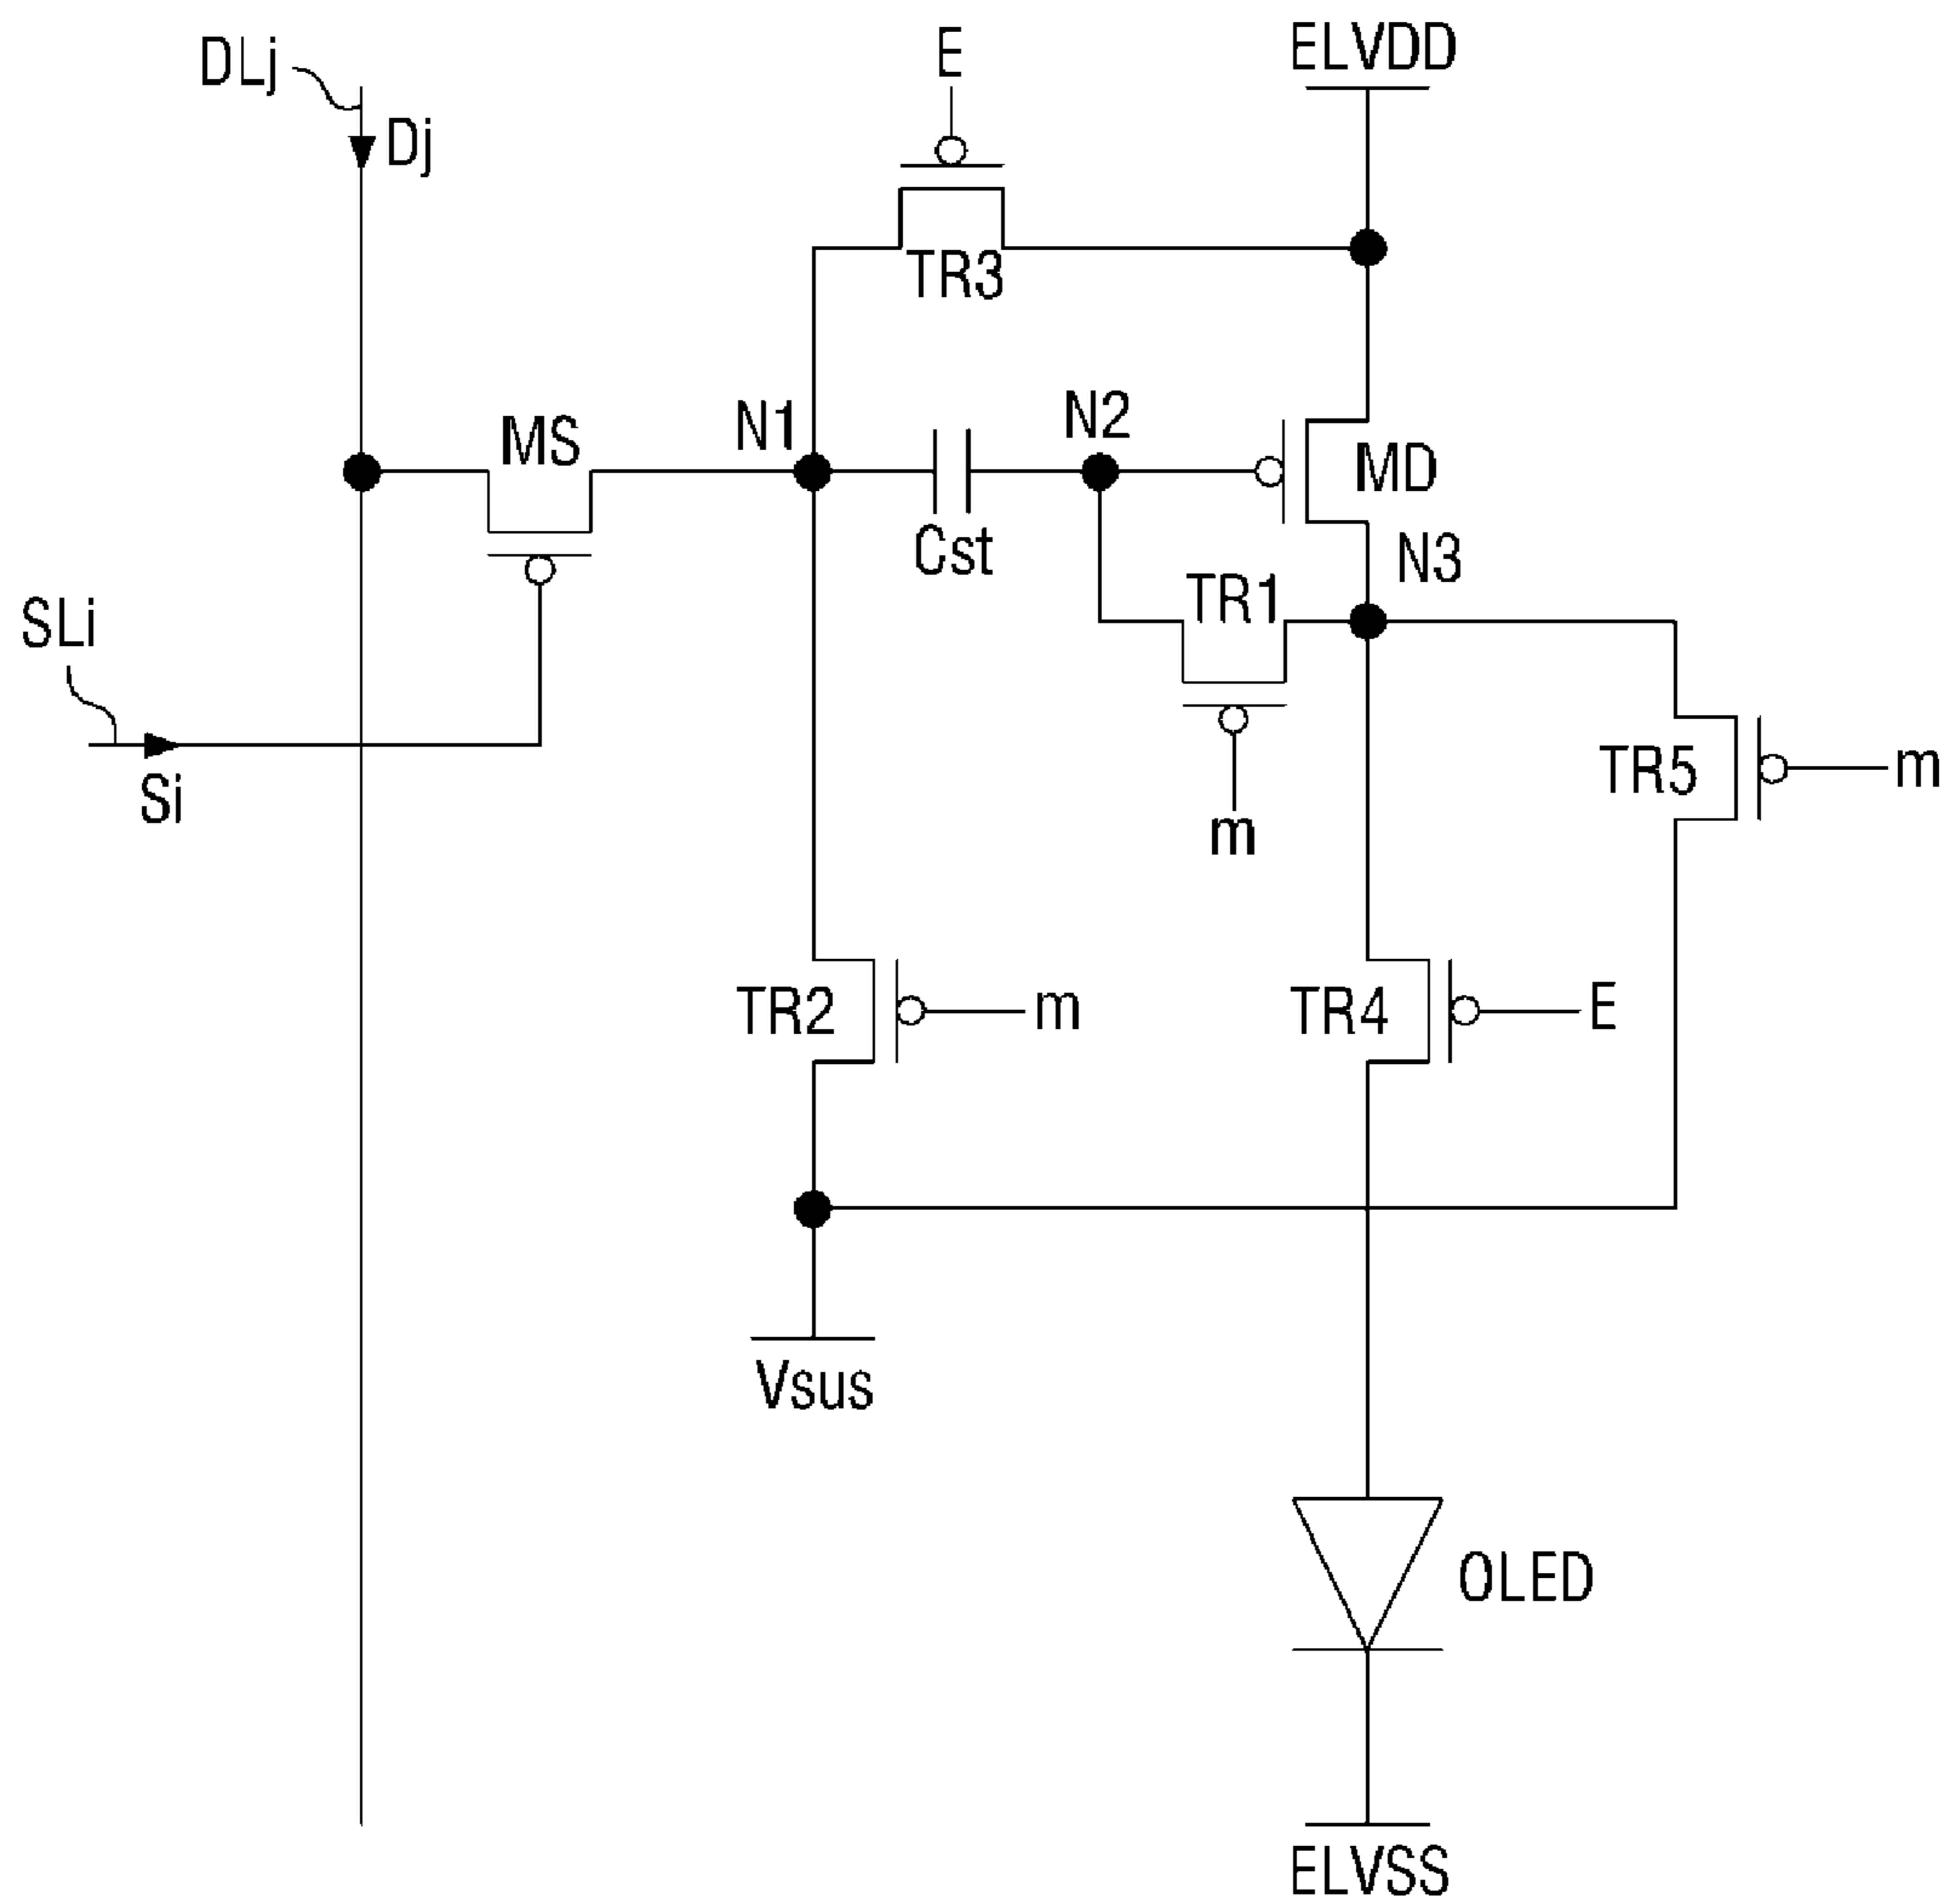 DLj
E
ELVDD
Dj
TR3
N1
N2
MS
MD
Cst
N3
TR1
SLi
TR5
m
Si
m
TR2
m
TR4
E
Vsus
OLED
ELVSS